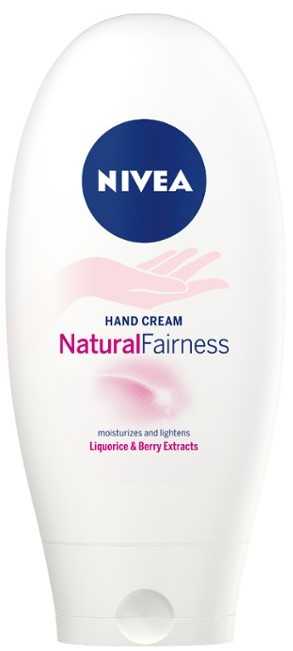 NIVEA
HAND CREAM
NaturalFairness
moisturizes and lightens
Liquorice & Berry Extracts